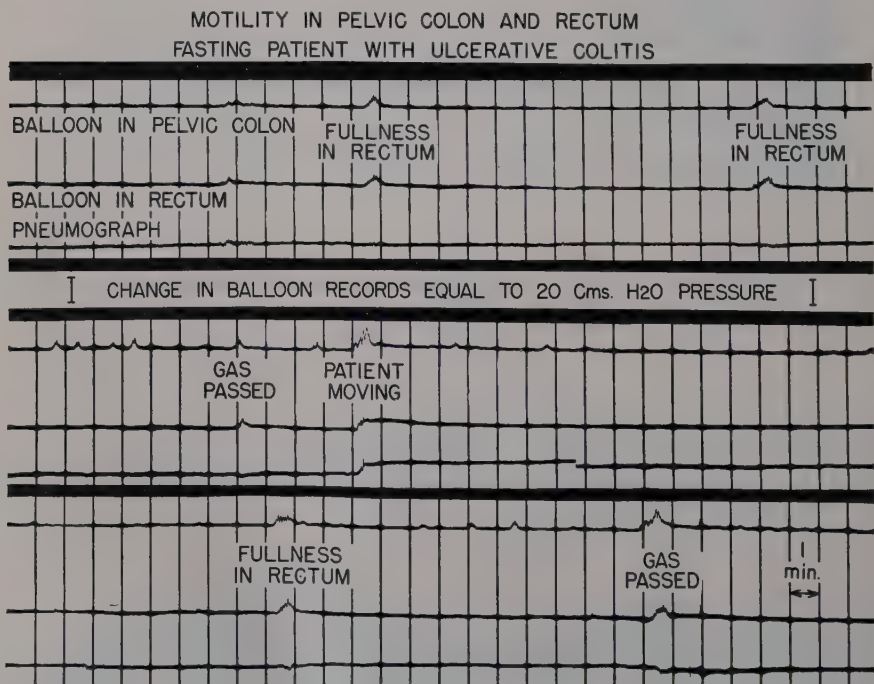 MOTILITY IN PELVIC COLON AND RECTUM
FASTING PATIENT WITH ULCERATIVE COLITIS
BALLOON IN PELVIC COLON
FULLNESS
IN RECTUM
FULLNESS
IN RECTUM
BALLOON IN RECTUM
PNEUMOGRAPH
CHANGE IN BALLOON RECORDS EQUAL TO 20 Cms. H2O PRESSURE
GAS
PASSED
PATIENT
MOVING
FULLNESS
IN RECTUM
GAS
PASSED
1
min.